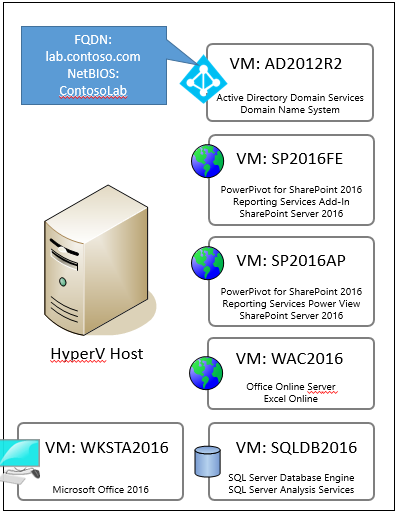 FQDN:
lab.contoso.com
NetBIOS:
ContosoLab
VM: AD2012R2
Active Directory Domain Services
Domain Name System
VM: SP2016FE
PowerPivot for SharePoint 2016
Reporting Services Add-In
SharePoint Server 2016
VM: SP2016AP
PowerPivot for SharePoint 2016
Reporting Services Power View
SharePoint Server 2016
HyperV Host
VM: WAC2016
Office Online Server
Excel Online
VM: WKSTA2016
Microsoft Office 2016
VM: SQLDB2016
SQL Server Database Engine
SQL Server Analysis Services